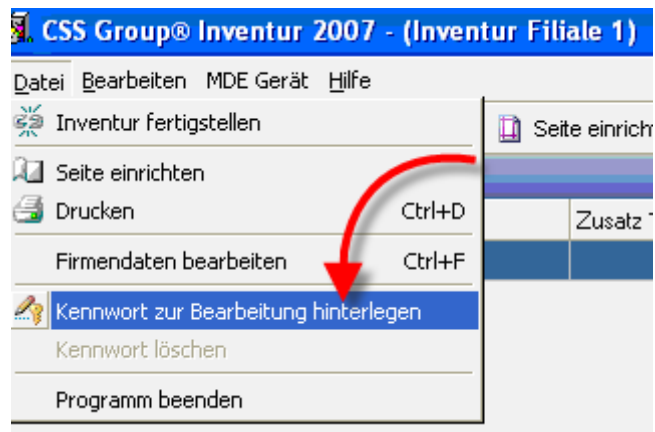 CSS Group® Inventur 2007 - (Inventur Filiale 1)
Datei Bearbeiten MDE Gerät Hilfe
Inventur fertigstellen
Seite
Seite einrichten
Drucken Ctrl+D
Zusatz
Firmendaten bearbeiten Ctrl+F
Kennwort zur Bearbeitung hinterlegen
Kennwort löschen
Programm beenden